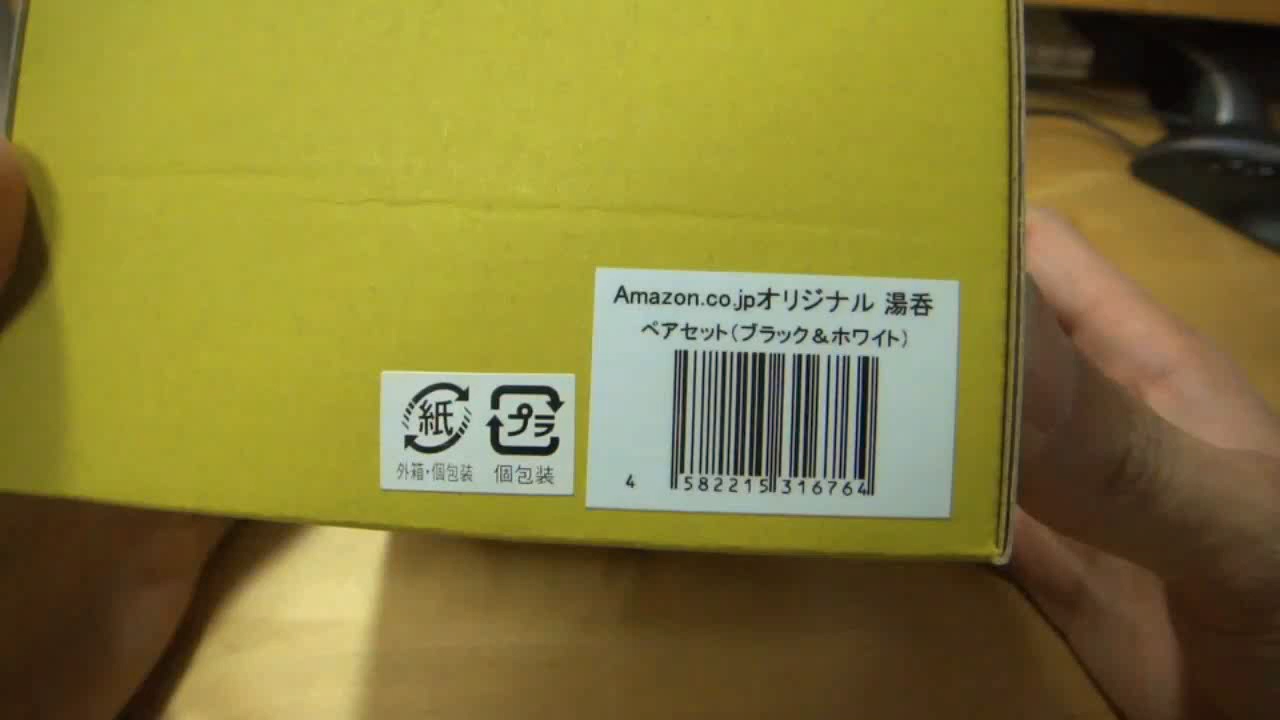 Amazon.co.jpオリジナル 湯呑
ペアセット(ブラック&ホワイト)
4 582215 316764
紙
外箱・個包装
プラ
個包装